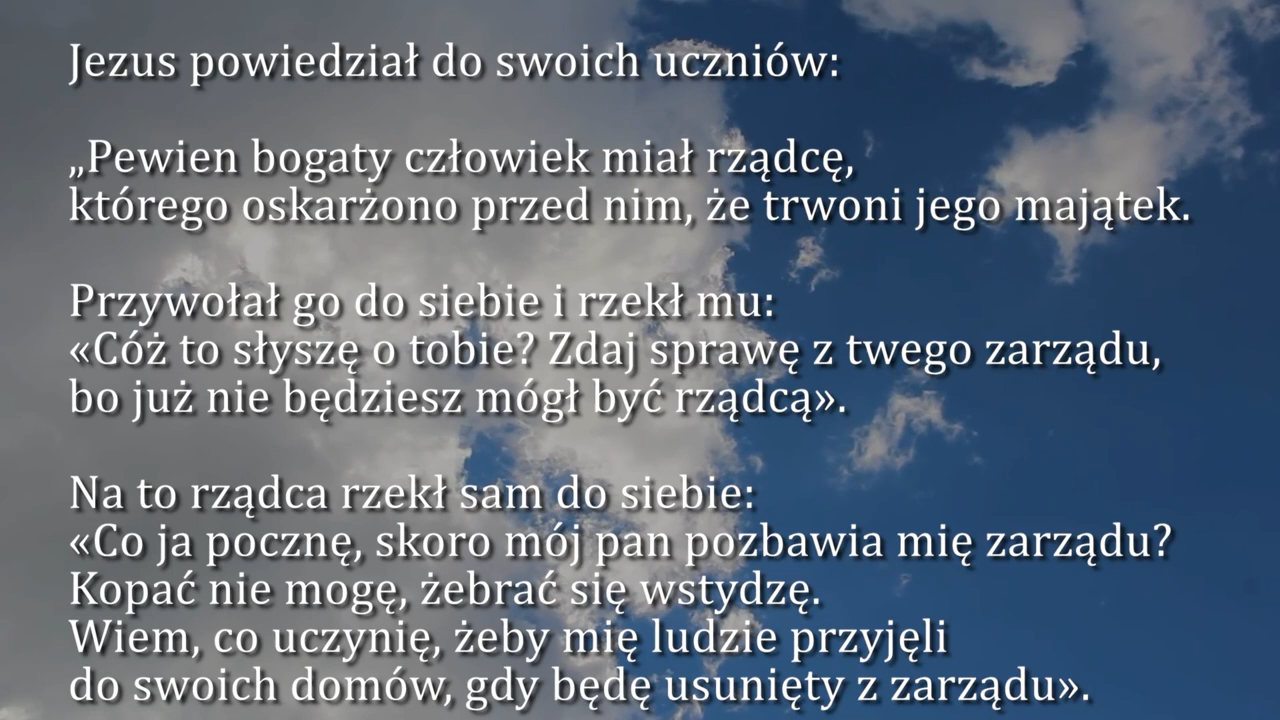 Jezus powiedział do swoich uczniów:
„Pewien bogaty człowiek miał rządcę,
którego oskarżono przed nim, że trwoni jego majątek.
Przywołał go do siebie i rzekł mu:
«Cóż to słyszę o tobie? Zdaj sprawę z twego zarządu,
bo już nie będziesz mógł być rządcą».
Na to rządca rzekł sam do siebie:
«Co ja pocznę, skoro mój pan pozbawia mię zarządu?
Kopać nie mogę, żebrać się wstydzę.
Wiem, co uczynię, żeby mię ludzie przyjęli
do swoich domów, gdy będę usunięty z zarządu».